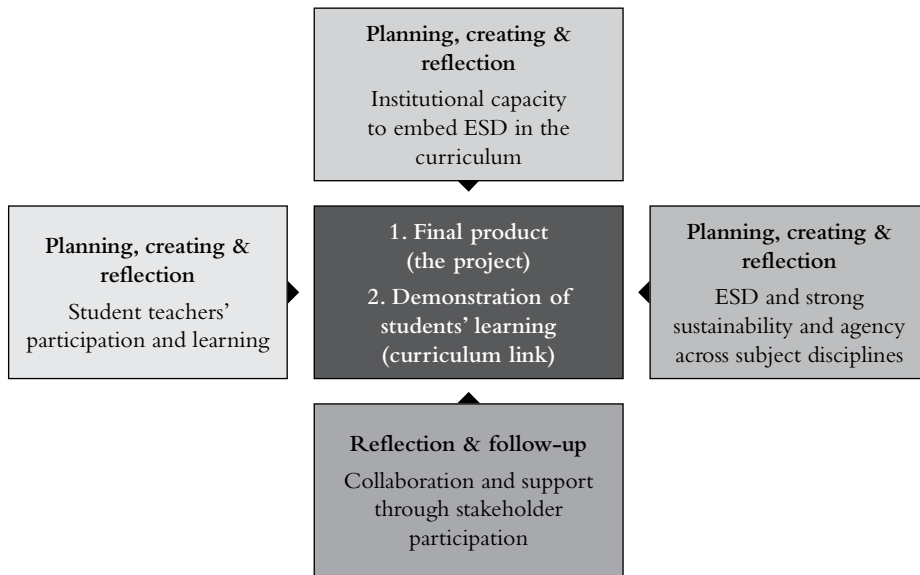 Planning, creating &
reflection
Institutional capacity
to embed ESD in the
curriculum
Planning, creating &
reflection
Student teachers'
participation and learning
1. Final product
(the project)
2. Demonstration of
students' learning
(curriculum link)
Planning, creating &
reflection
ESD and strong
sustainability and agency
across subject disciplines
Reflection & follow-up
Collaboration and support
through stakeholder
participation